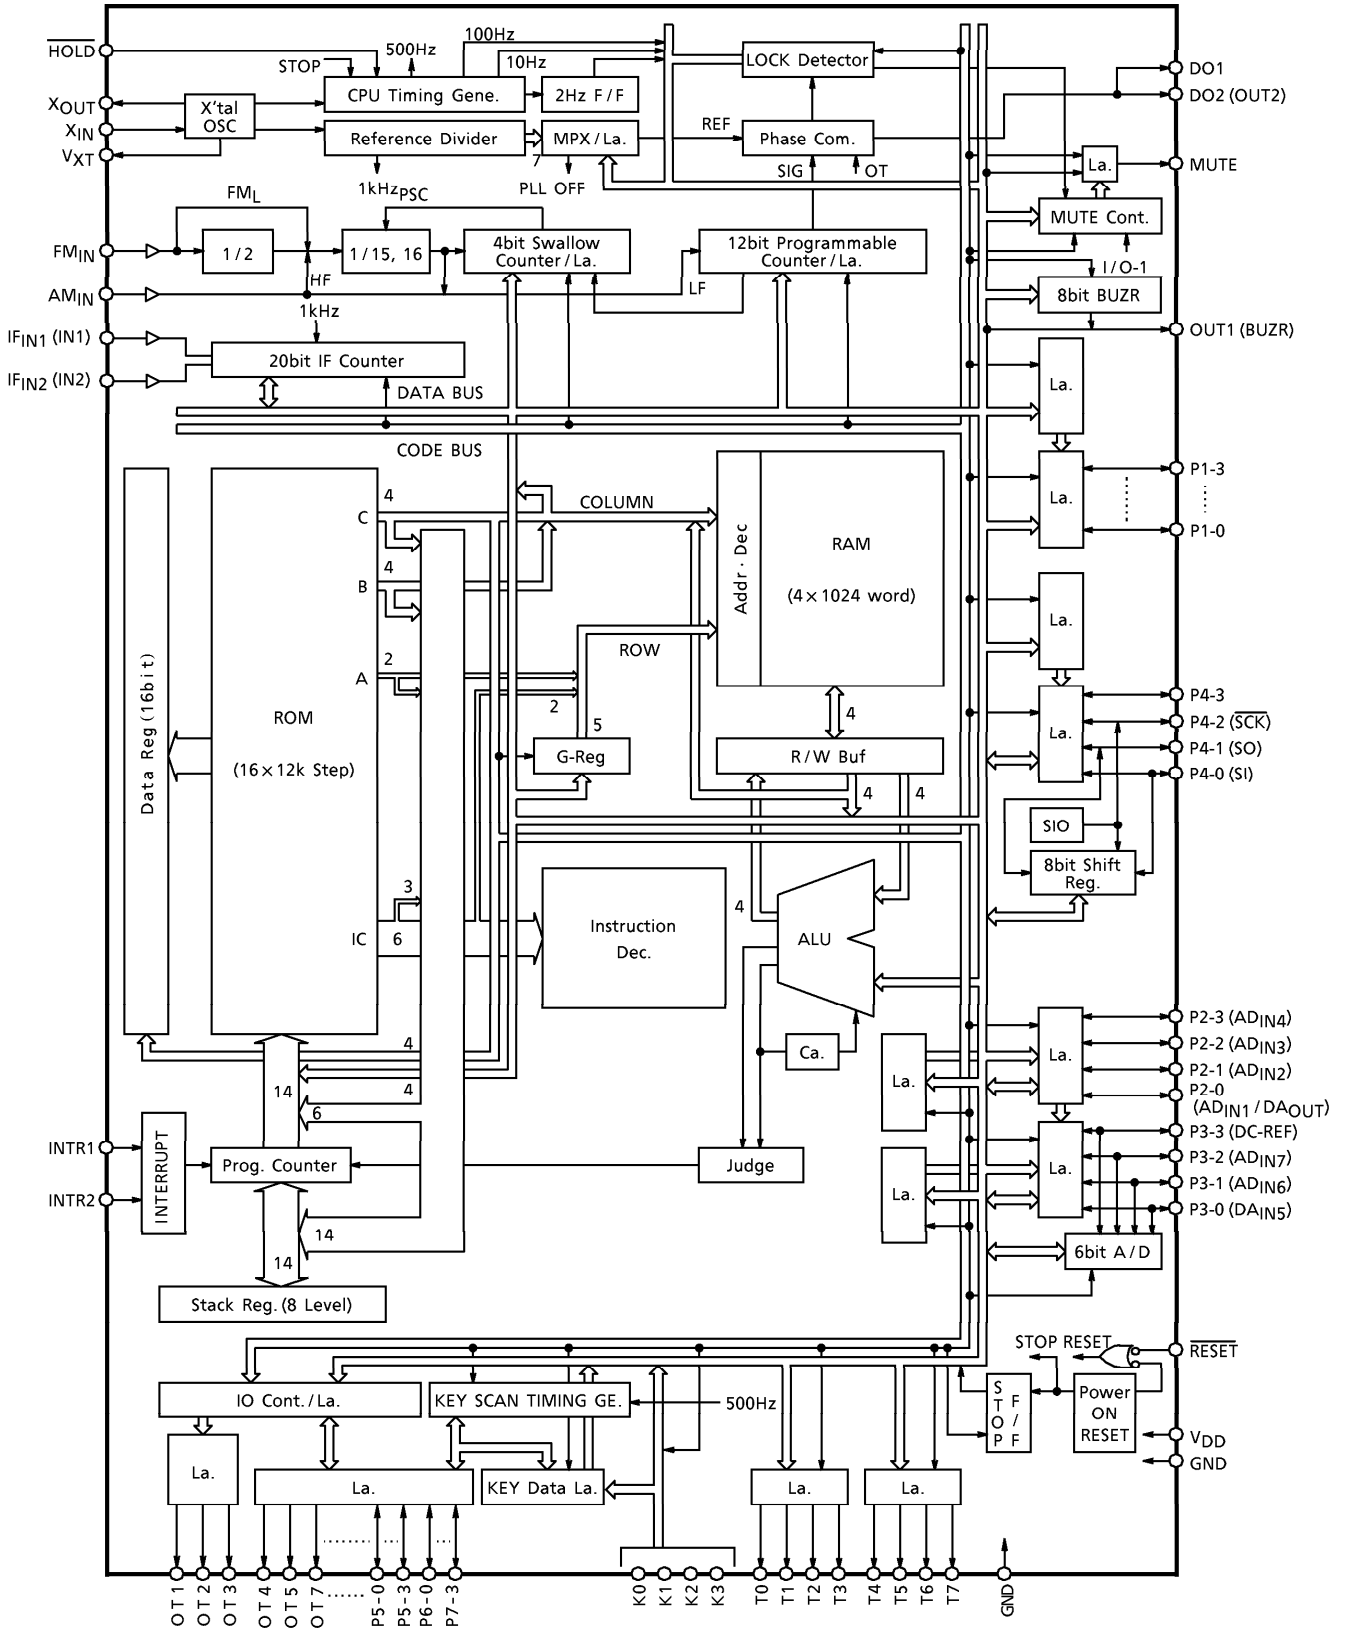 HOLD
STOP
500Hz
100Hz
10Hz
CPU Timing Gene.
2Hz F/F
LOCK Detector
DO1
DO2 (OUT2)
XOUT
XIN
VXT
X'tal
OSC
Reference Divider
7
MPX/La.
REF
Phase Com.
1kHz
PLL OFF
SIG
OT
La.
MUTE
MUTE Cont.
I/O-1
8bit BUZR
OUT1 (BUZR)
FML
PSC
FMIN
1/2
1/15, 16
4bit Swallow
Counter/La.
12bit Programmable
Counter/La.
HF
LF
AMIN
1kHz
IFIN1 (IN1)
IFIN2 (IN2)
20bit IF Counter
DATA BUS
CODE BUS
La.
La.
P1-3
P1-0
Data Reg (16bit)
ROM
(16×12k Step)
C
4
B
4
A
2
IC
3
6
COLUMN
ROW
2
5
G-Reg
Addr · Dec
RAM
(4×1024 word)
4
R/W Buf
4
4
4
La.
La.
P4-3
P4-2 (SCK)
P4-1 (SO)
P4-0 (SI)
SIO
8bit Shift
Reg.
Instruction
Dec.
ALU
Ca.
Judge
4
4
14
6
La.
La.
La.
La.
P2-3 (ADIN4)
P2-2 (ADIN3)
P2-1 (ADIN2)
P2-0
(ADIN1/DAOUT)
P3-3 (DC-REF)
P3-2 (ADIN7)
P3-1 (ADIN6)
P3-0 (DAIN5)
6bit A/D
INTR1
INTR2
INTERRUPT
Prog. Counter
14
14
Stack Reg. (8 Level)
STOP RESET
RESET
IO Cont./La.
KEY SCAN TIMING GE.
500Hz
STOP
F/F
Power
ON
RESET
VDD
GND
La.
La.
KEY Data La.
La.
La.
OT1
OT2
OT3
OT4
OT5
OT7
P5-0
P5-3
P6-0
P7-3
K0
K1
K2
K3
T0
T1
T2
T3
T4
T5
T6
T7
GND